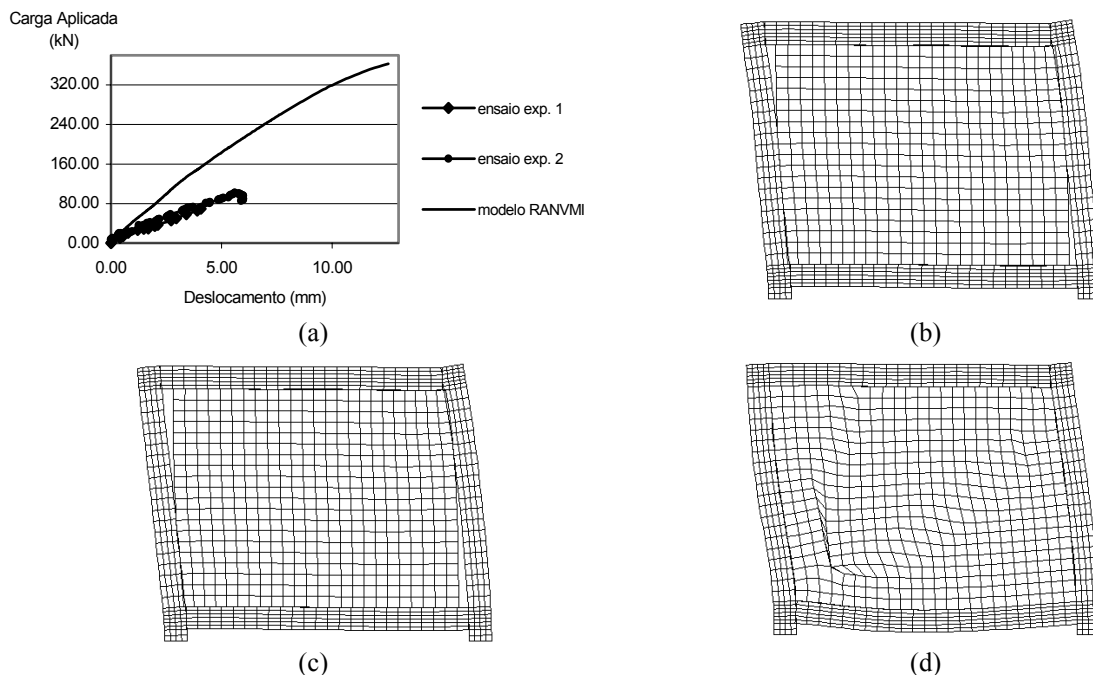 Carga Aplicada
(kN)
320.00
240.00
160.00
80.00
0.00
0.00 5.00 10.00
Deslocamento (mm)
ensaio exp. 1
ensaio exp. 2
modelo RANVMI
(a)
(b)
(c)
(d)